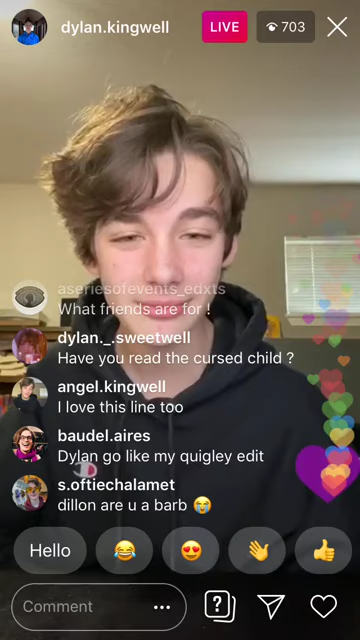 dylan.kingwell
LIVE
703
aseriesofevents_edxts
What friends are for !
dylan._.sweetwell
Have you read the cursed child ?
angel.kingwell
I love this line too
baudel.aires
Dylan go like my quigley edit
s.oftiechalamet
dillon are u a barb 😭
Hello 😂 😍 👋 👍
Comment ...